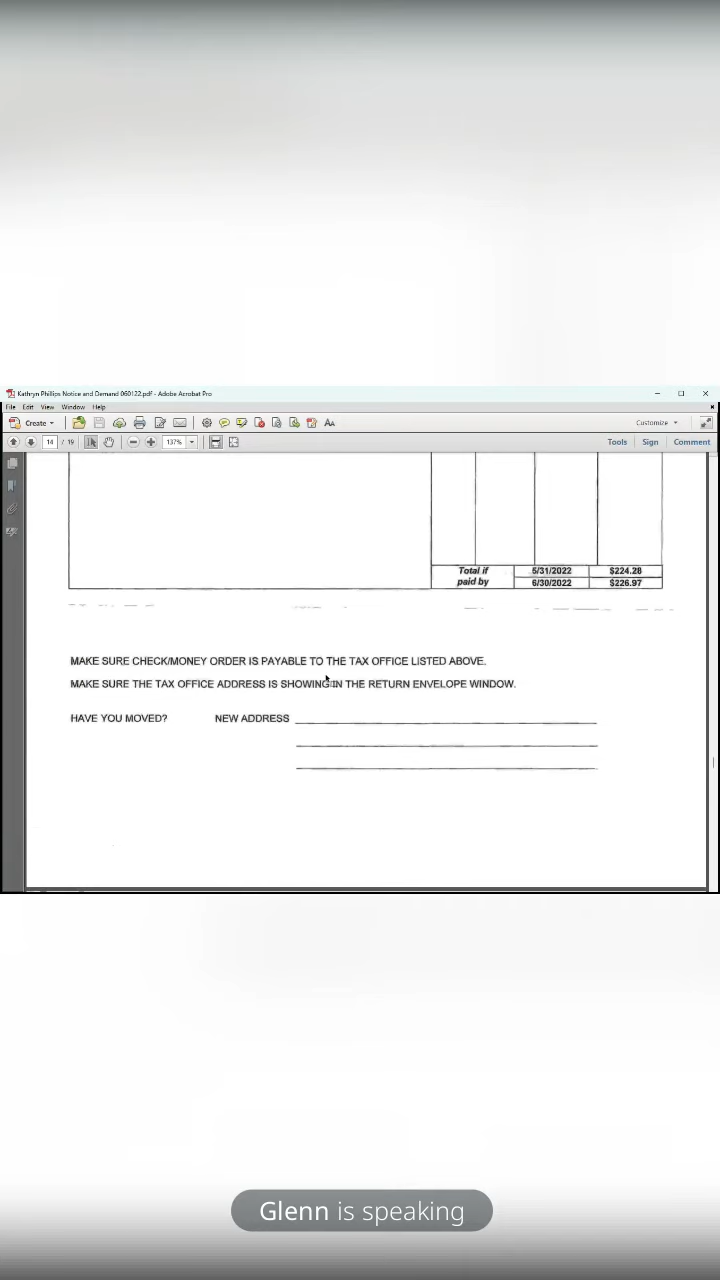 Kathryn Phillips Notice and Demand 060122.pdf - Adobe Acrobat Pro
File Edit View Window Help
Create
Customize
14 / 19
137%
Tools Sign Comment
Total if paid by
5/31/2022 $224.28
6/30/2022 $226.97
MAKE SURE CHECK/MONEY ORDER IS PAYABLE TO THE TAX OFFICE LISTED ABOVE.
MAKE SURE THE TAX OFFICE ADDRESS IS SHOWING IN THE RETURN ENVELOPE WINDOW.
HAVE YOU MOVED? NEW ADDRESS
Glenn is speaking